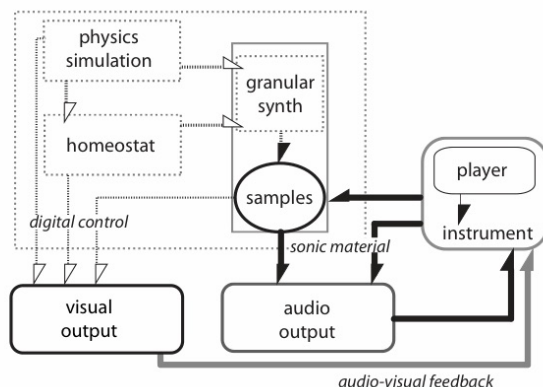 physics
simulation
granular
synth
homeostat
player
samples
instrument
digital control
sonic material
visual
output
audio
output
audio-visual feedback